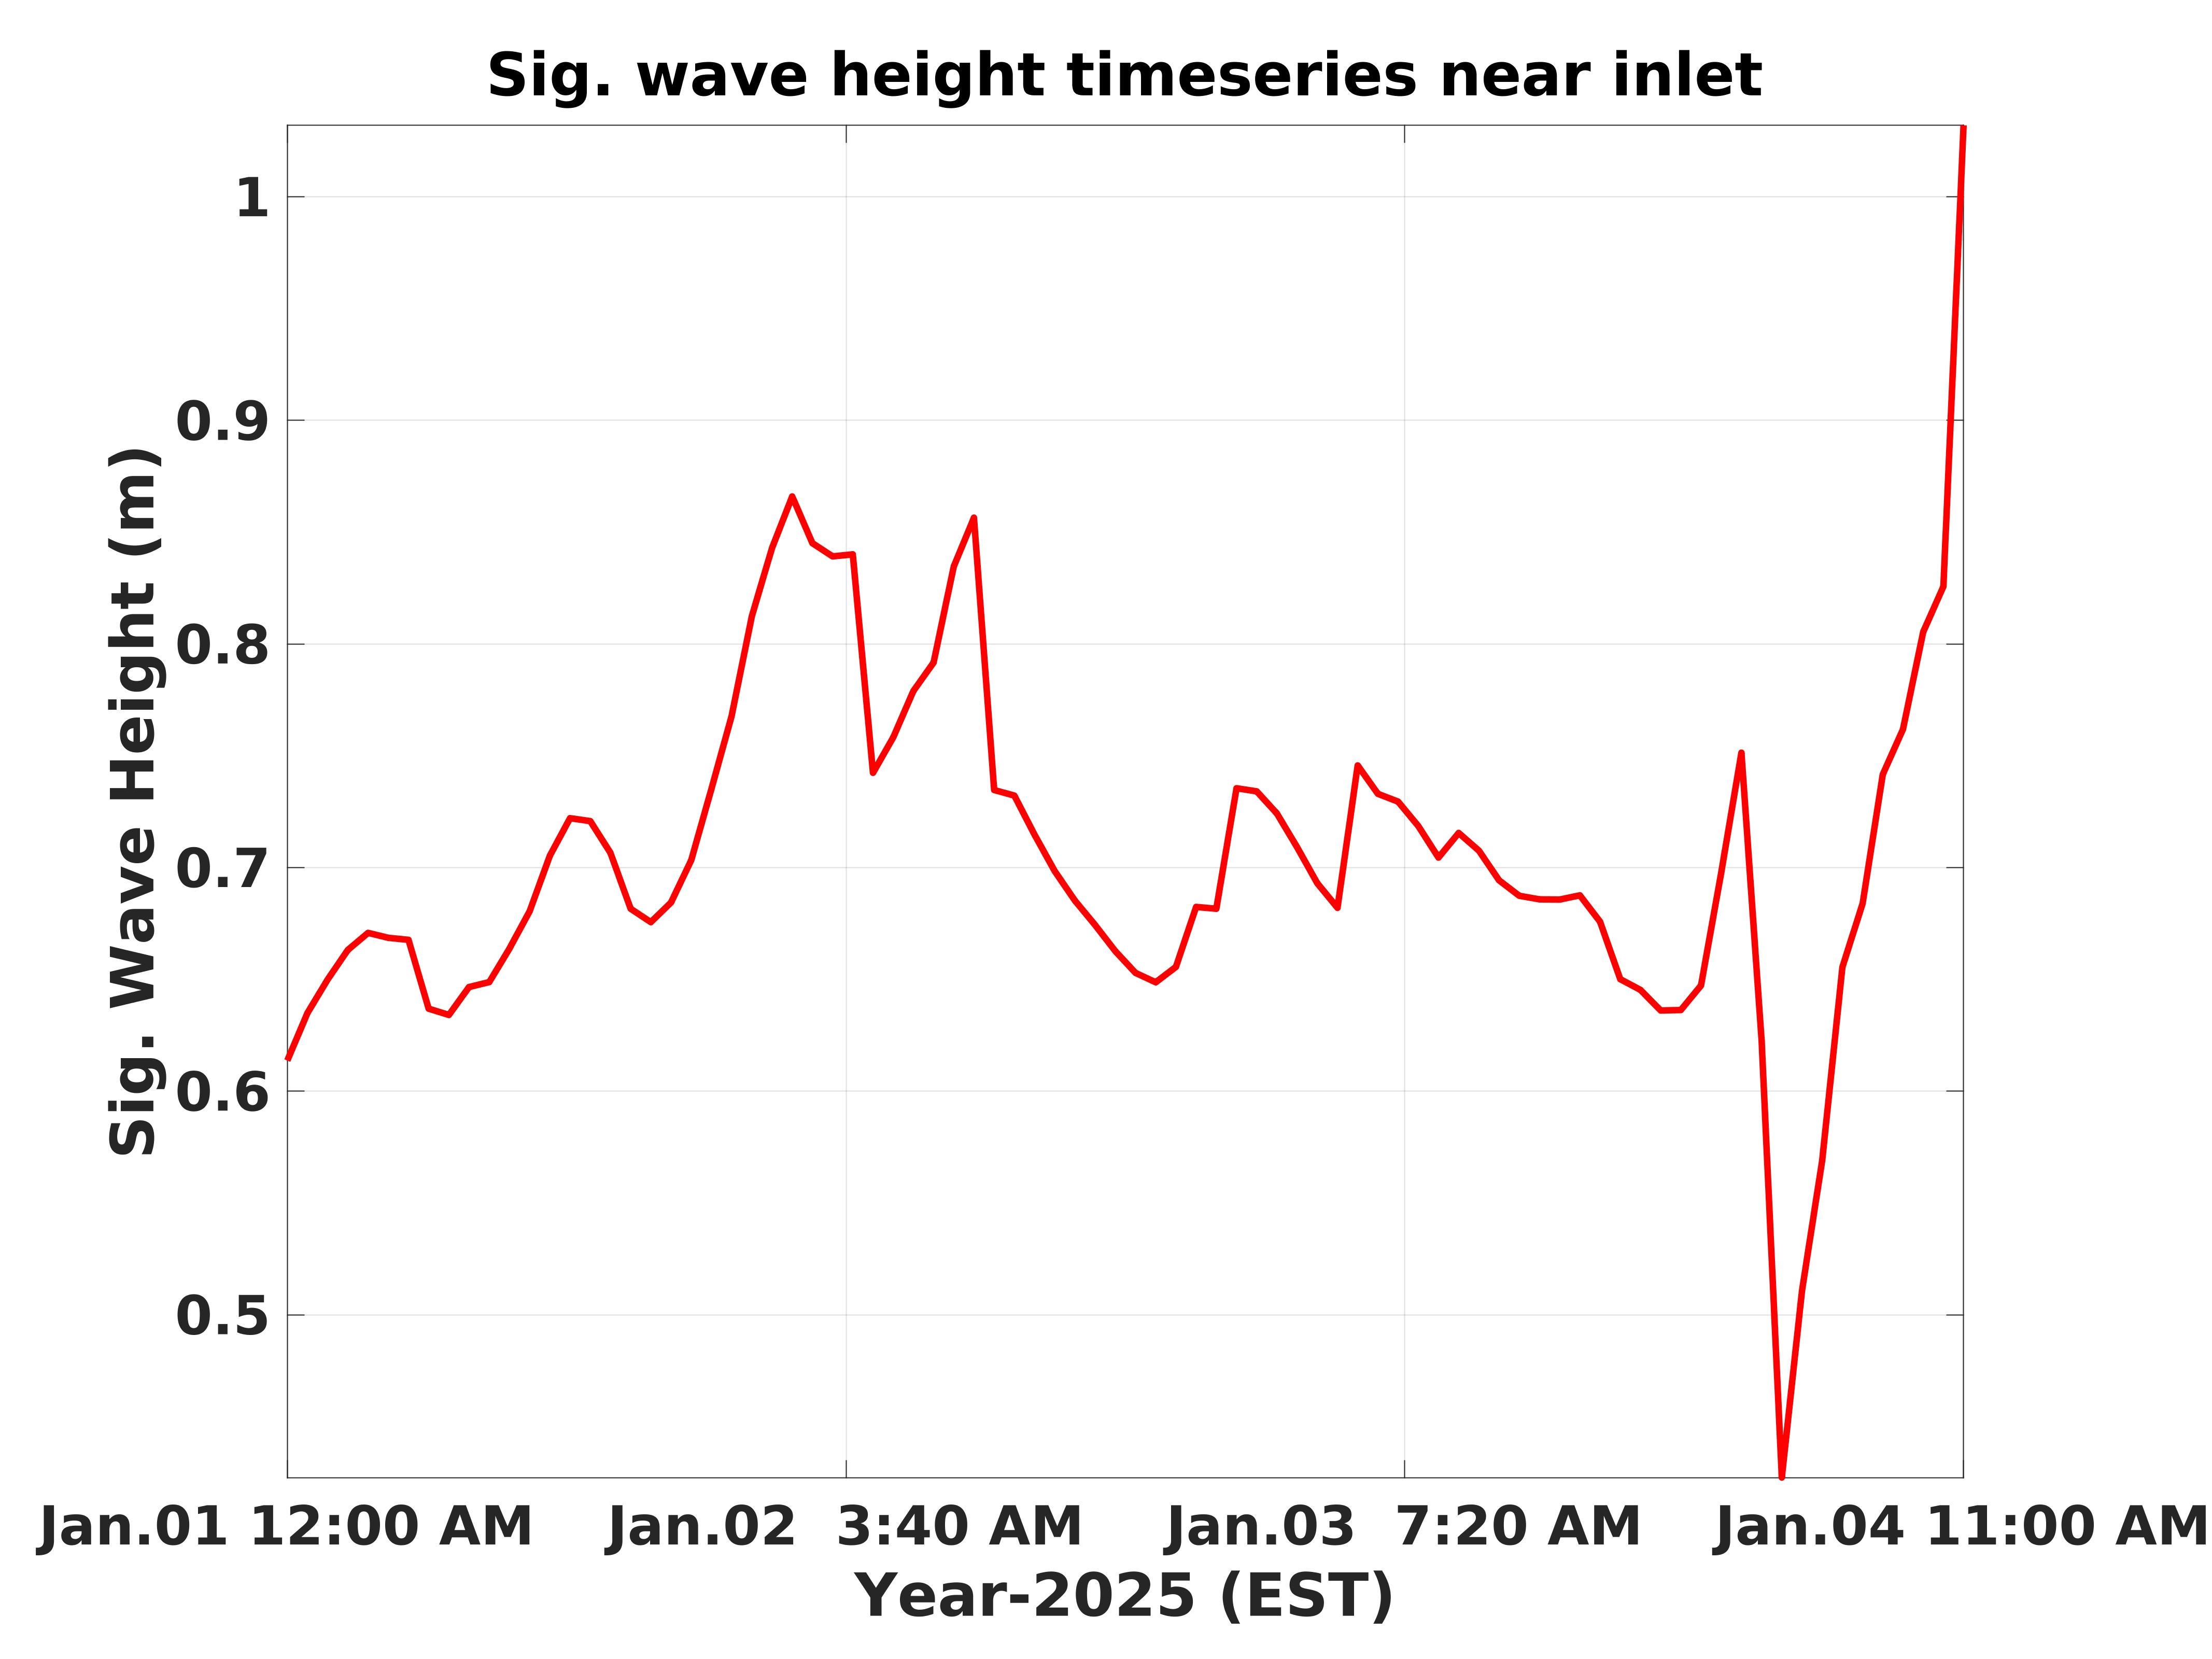 Sig. wave height timeseries near inlet
Sig. Wave Height (m)
1
0.9
0.8
0.7
0.6
0.5
Jan.01 12:00 AM Jan.02 3:40 AM Jan.03 7:20 AM Jan.04 11:00 AM
Year-2025 (EST)